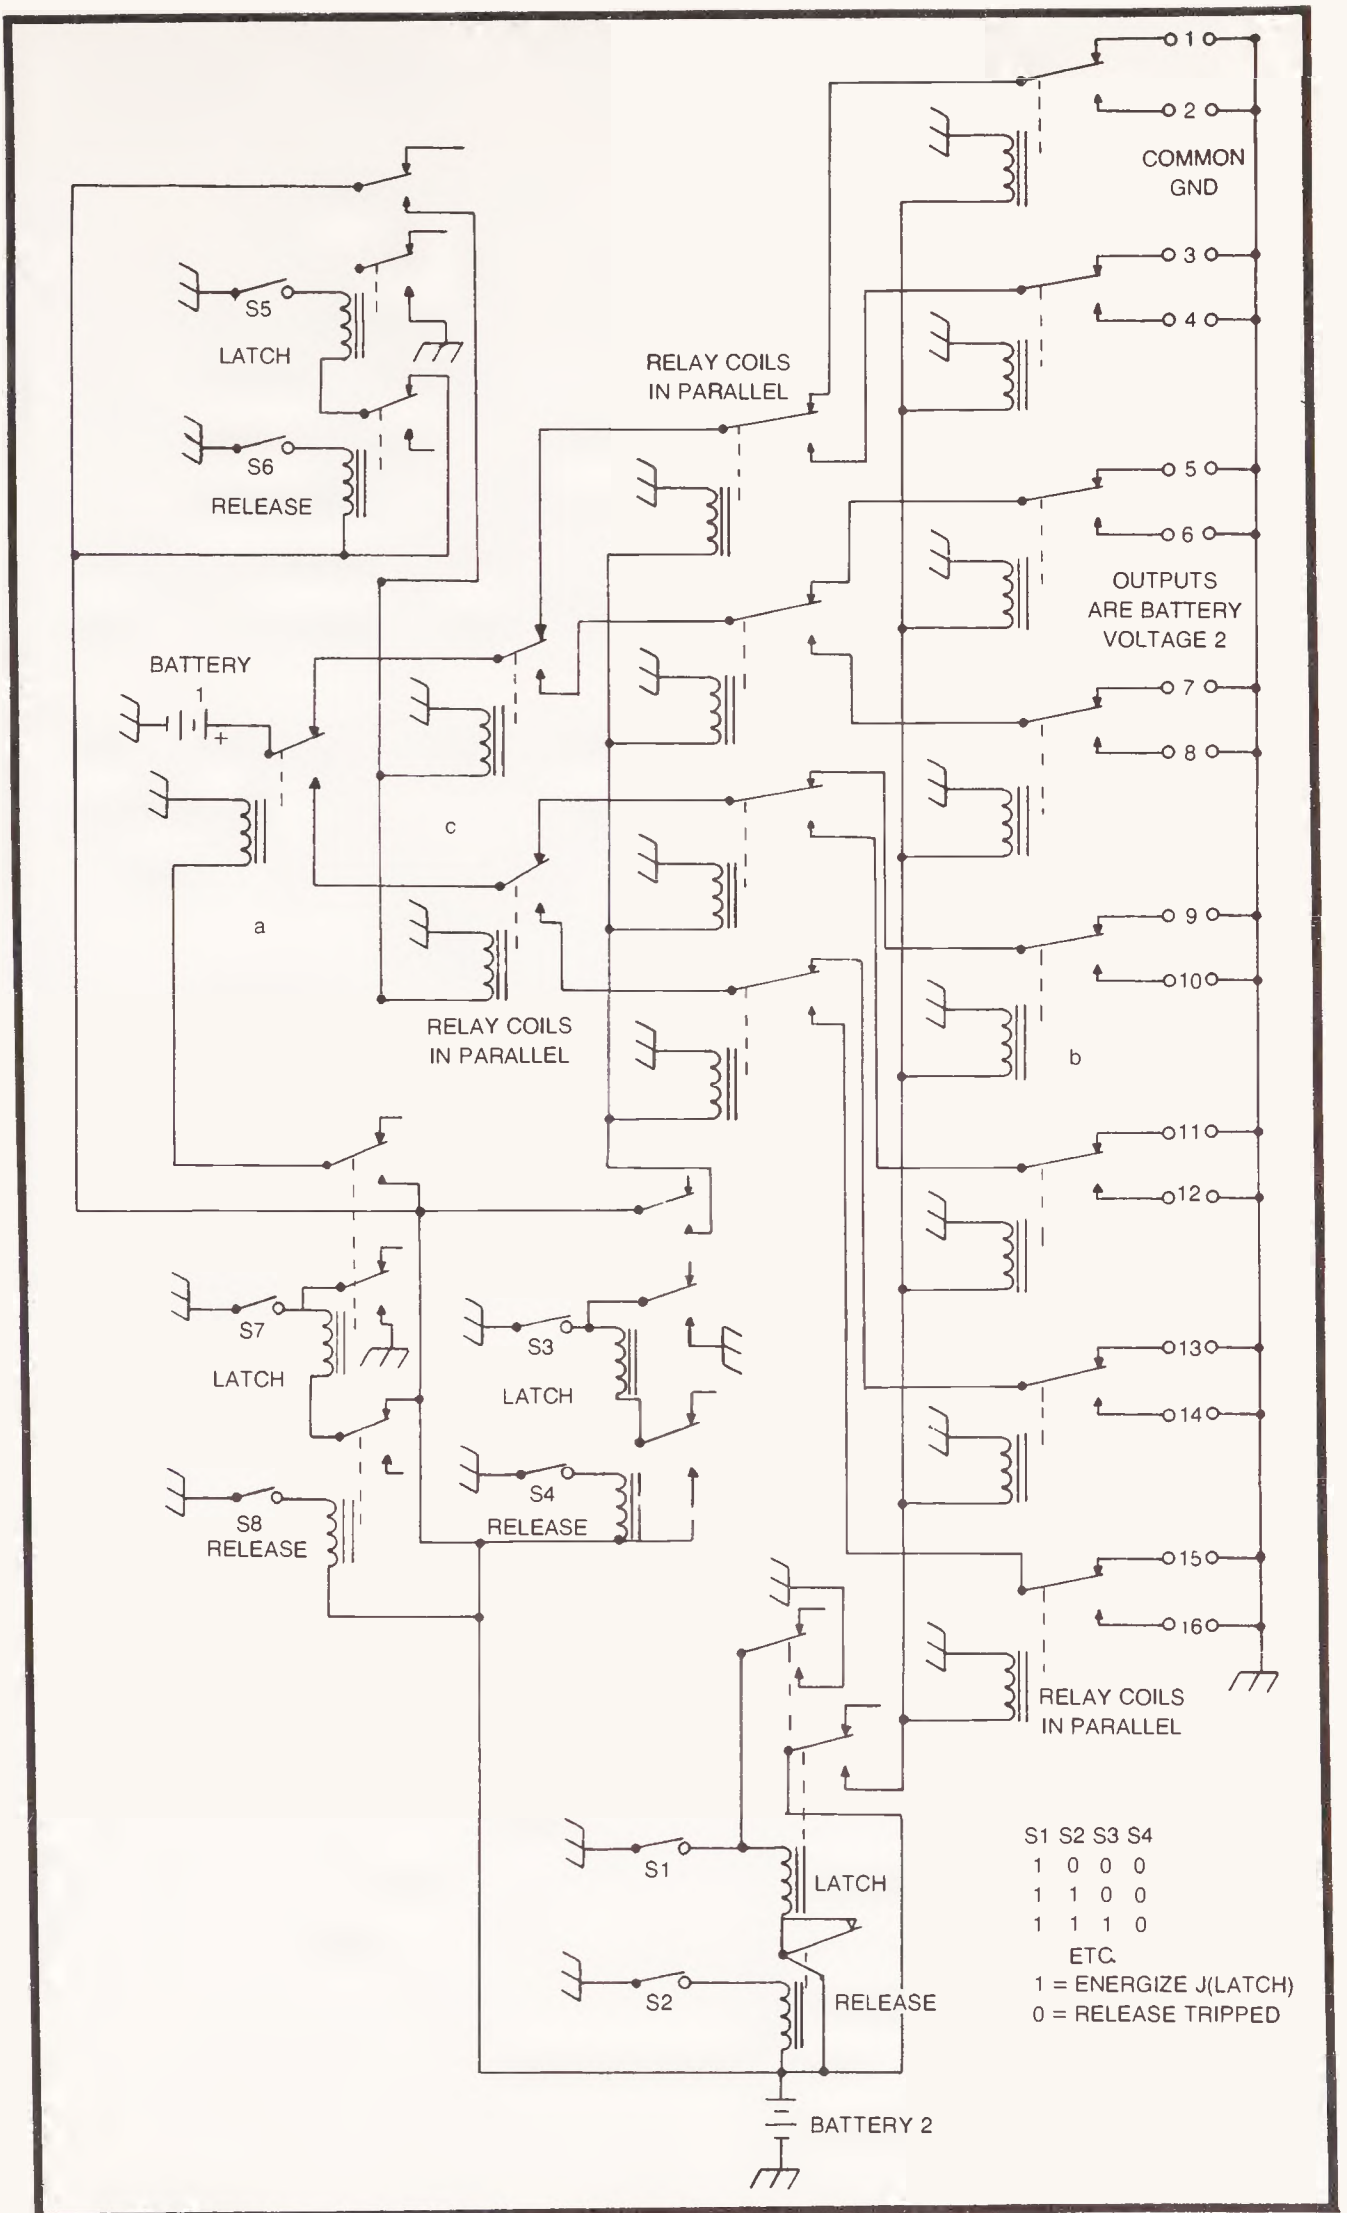 1
2
COMMON
GND
3
4
S5
LATCH
RELAY COILS
IN PARALLEL
S6
RELEASE
5
6
OUTPUTS
ARE BATTERY
VOLTAGE 2
BATTERY
1
+
7
8
c
a
9
10
RELAY COILS
IN PARALLEL
b
11
12
S7
LATCH
S3
LATCH
13
14
S8
RELEASE
S4
RELEASE
15
16
RELAY COILS
IN PARALLEL
S1
LATCH
S2
RELEASE
S1 S2 S3 S4
1 0 0 0
1 1 0 0
1 1 1 0
ETC.
1 = ENERGIZE J(LATCH)
0 = RELEASE TRIPPED
BATTERY 2